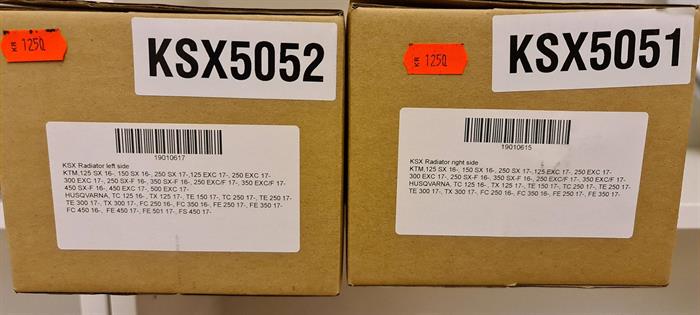 KR 1250
KSX5052
19010617
KSX Radiator left side
KTM,125 SX 16-, 150 SX 16-, 250 SX 17-,125 EXC 17-, 250 EXC 17-
300 EXC 17-, 250 SX-F 16-, 350 SX-F 16-, 250 EXC/F 17-, 350 EXC/F 17-
450 SX-F 16-, 450 EXC 17-, 500 EXC 17-
HUSQVARNA, TC 125 16-, TX 125 17-, TE 150 17-, TC 250 17-, TE 250 17-
TE 300 17-, TX 300 17-, FC 250 16-, FC 350 16-, FE 250 17-, FE 350 17-
FC 450 16-, FE 450 17-, FE 501 17-, FS 450 17-
KR 1250
KSX5051
19010615
KSX Radiator right side
KTM,125 SX 16-, 150 SX 16-, 250 SX 17-,125 EXC 17-, 250 EXC 17-
300 EXC 17-, 250 SX-F 16-, 350 SX-F 16-, 250 EXC/F 17-, 350 EXC/F 17-
HUSQVARNA, TC 125 16-, TX 125 17-, TE 150 17-, TC 250 17-, TE 250 17-
TE 300 17-, TX 300 17-, FC 250 16-, FC 350 16-, FE 250 17-, FE 350 17-